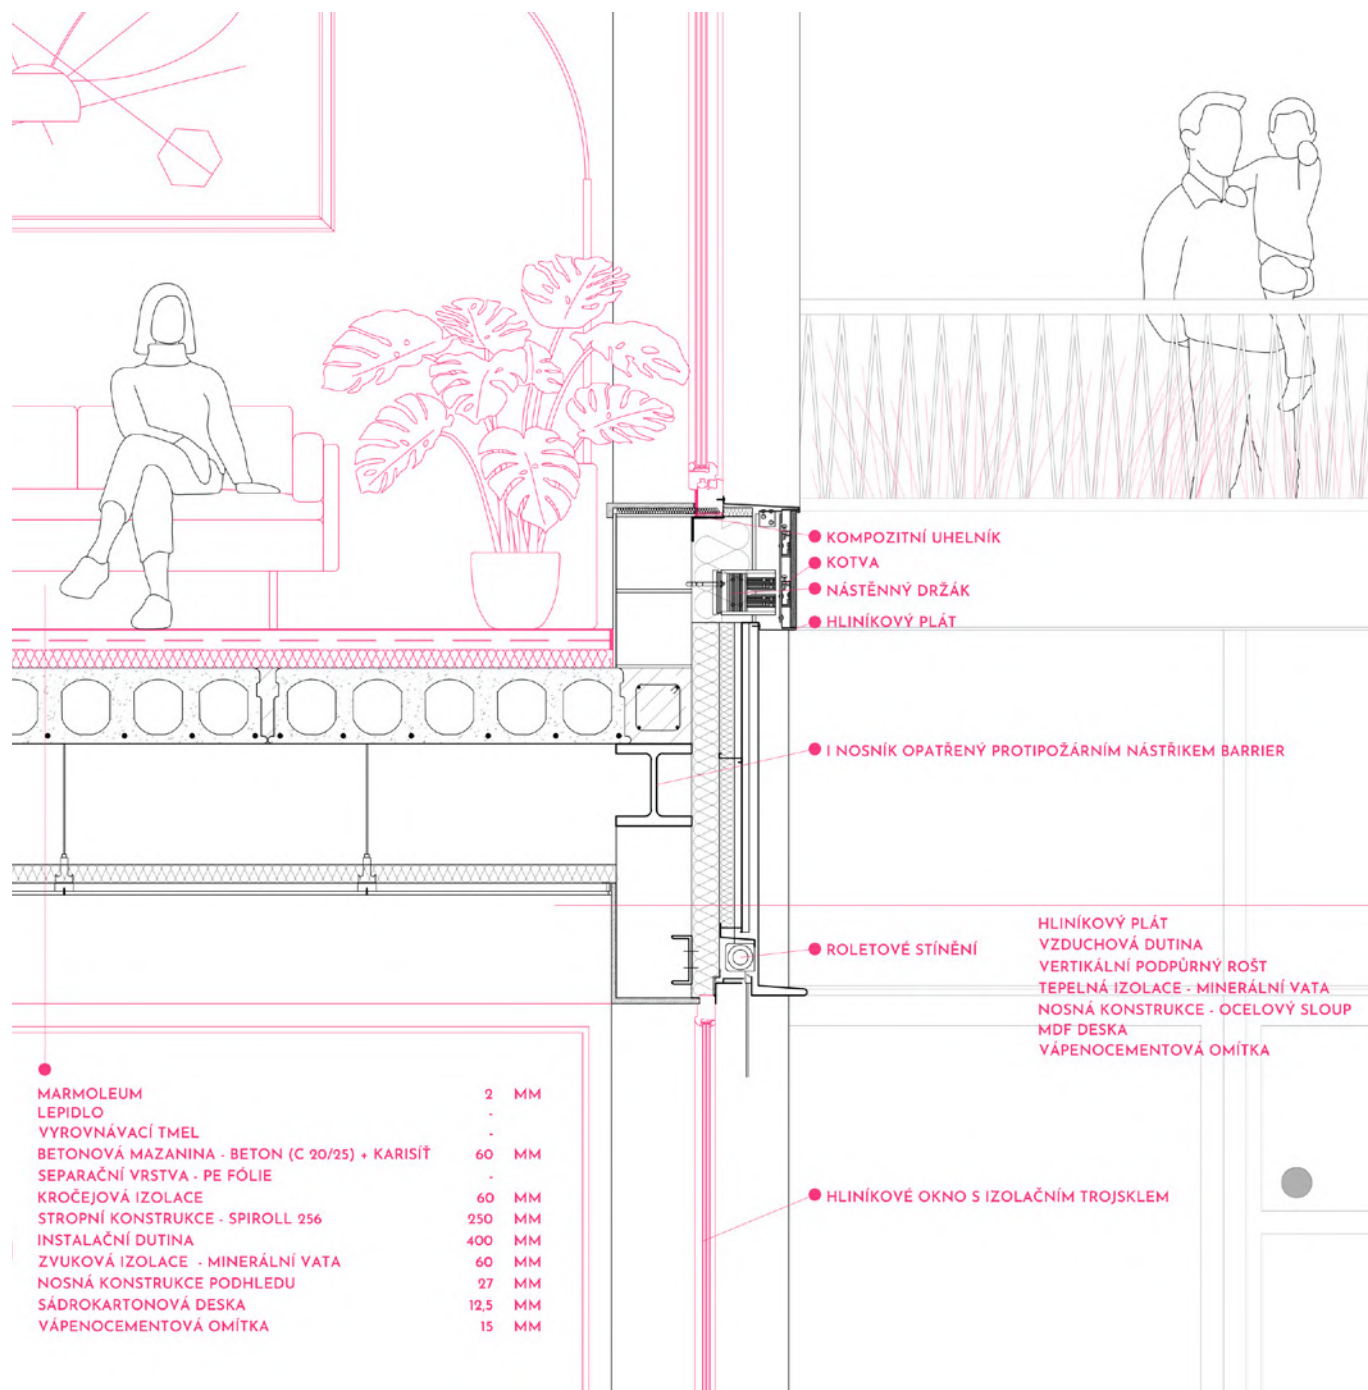 KOMPOZITNÍ UHELNÍK
KOTVA
NÁSTĚNNÝ DRŽÁK
HLINÍKOVÝ PLÁT
I NOSNÍK OPATŘENÝ PROTIPOŽÁRNÍM NÁSTŘIKEM BARRIER
ROLETOVÉ STÍNĚNÍ
HLINÍKOVÝ PLÁT
VZDUCHOVÁ DUTINA
VERTIKÁLNÍ PODPŮRNÝ ROŠT
TEPELNÁ IZOLACE - MINERÁLNÍ VATA
NOSNÁ KONSTRUKCE - OCELOVÝ SLOUP
MDF DESKA
VÁPENOCEMENTOVÁ OMÍTKA
MARMOLEUM 2 MM
LEPIDLO -
VYROVNÁVACÍ TMEL -
BETONOVÁ MAZANINA - BETON (C 20/25) + KARISÍŤ 60 MM
SEPARAČNÍ VRSTVA - PE FÓLIE -
KROČEJOVÁ IZOLACE 60 MM
STROPNÍ KONSTRUKCE - SPIROLL 256 250 MM
INSTALAČNÍ DUTINA 400 MM
ZVUKOVÁ IZOLACE - MINERÁLNÍ VATA 60 MM
NOSNÁ KONSTRUKCE PODHLEDU 27 MM
SÁDROKARTONOVÁ DESKA 12,5 MM
VÁPENOCEMENTOVÁ OMÍTKA 15 MM
HLINÍKOVÉ OKNO S IZOLAČNÍM TROJSKLEM